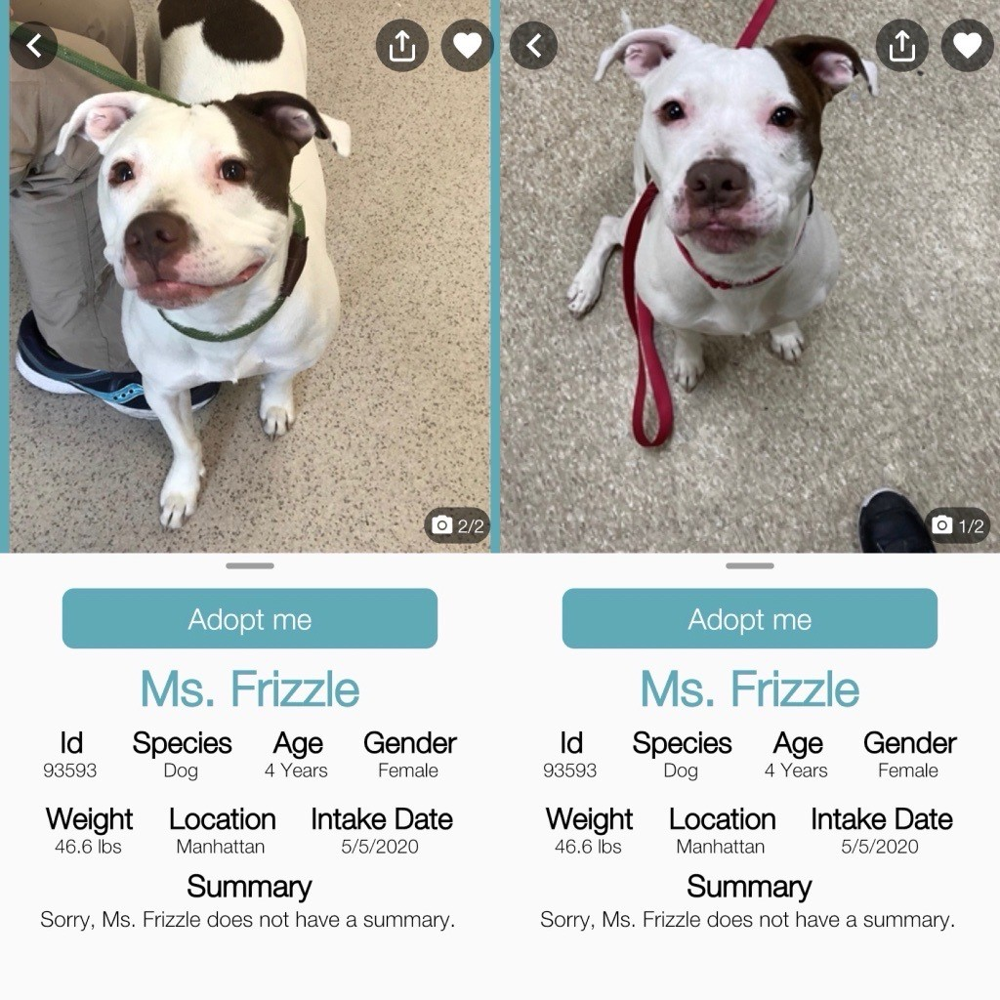 2/2
Adopt me
Ms. Frizzle
Id Species Age Gender
93593 Dog 4 Years Female
Weight Location Intake Date
46.6 lbs Manhattan 5/5/2020
Summary
Sorry, Ms. Frizzle does not have a summary.
1/2
Adopt me
Ms. Frizzle
Id Species Age Gender
93593 Dog 4 Years Female
Weight Location Intake Date
46.6 lbs Manhattan 5/5/2020
Summary
Sorry, Ms. Frizzle does not have a summary.